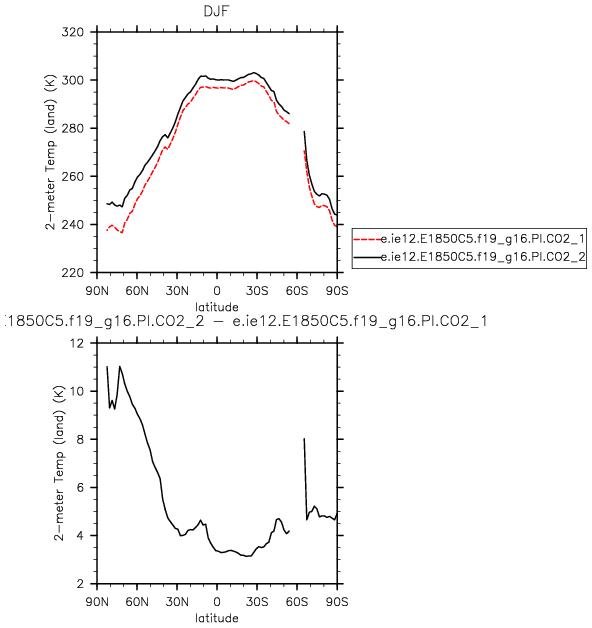 DJF
320
300
280
260
240
220
2-meter Temp (land) (K)
90N 60N 30N 0 30S 60S 90S
latitude
e.ie12.E1850C5.f19_g16.PI.CO2_1
e.ie12.E1850C5.f19_g16.PI.CO2_2
.1850C5.f19_g16.PI.CO2_2 − e.ie12.E1850C5.f19_g16.PI.CO2_1
12
10
8
6
4
2
2-meter Temp (land) (K)
90N 60N 30N 0 30S 60S 90S
latitude